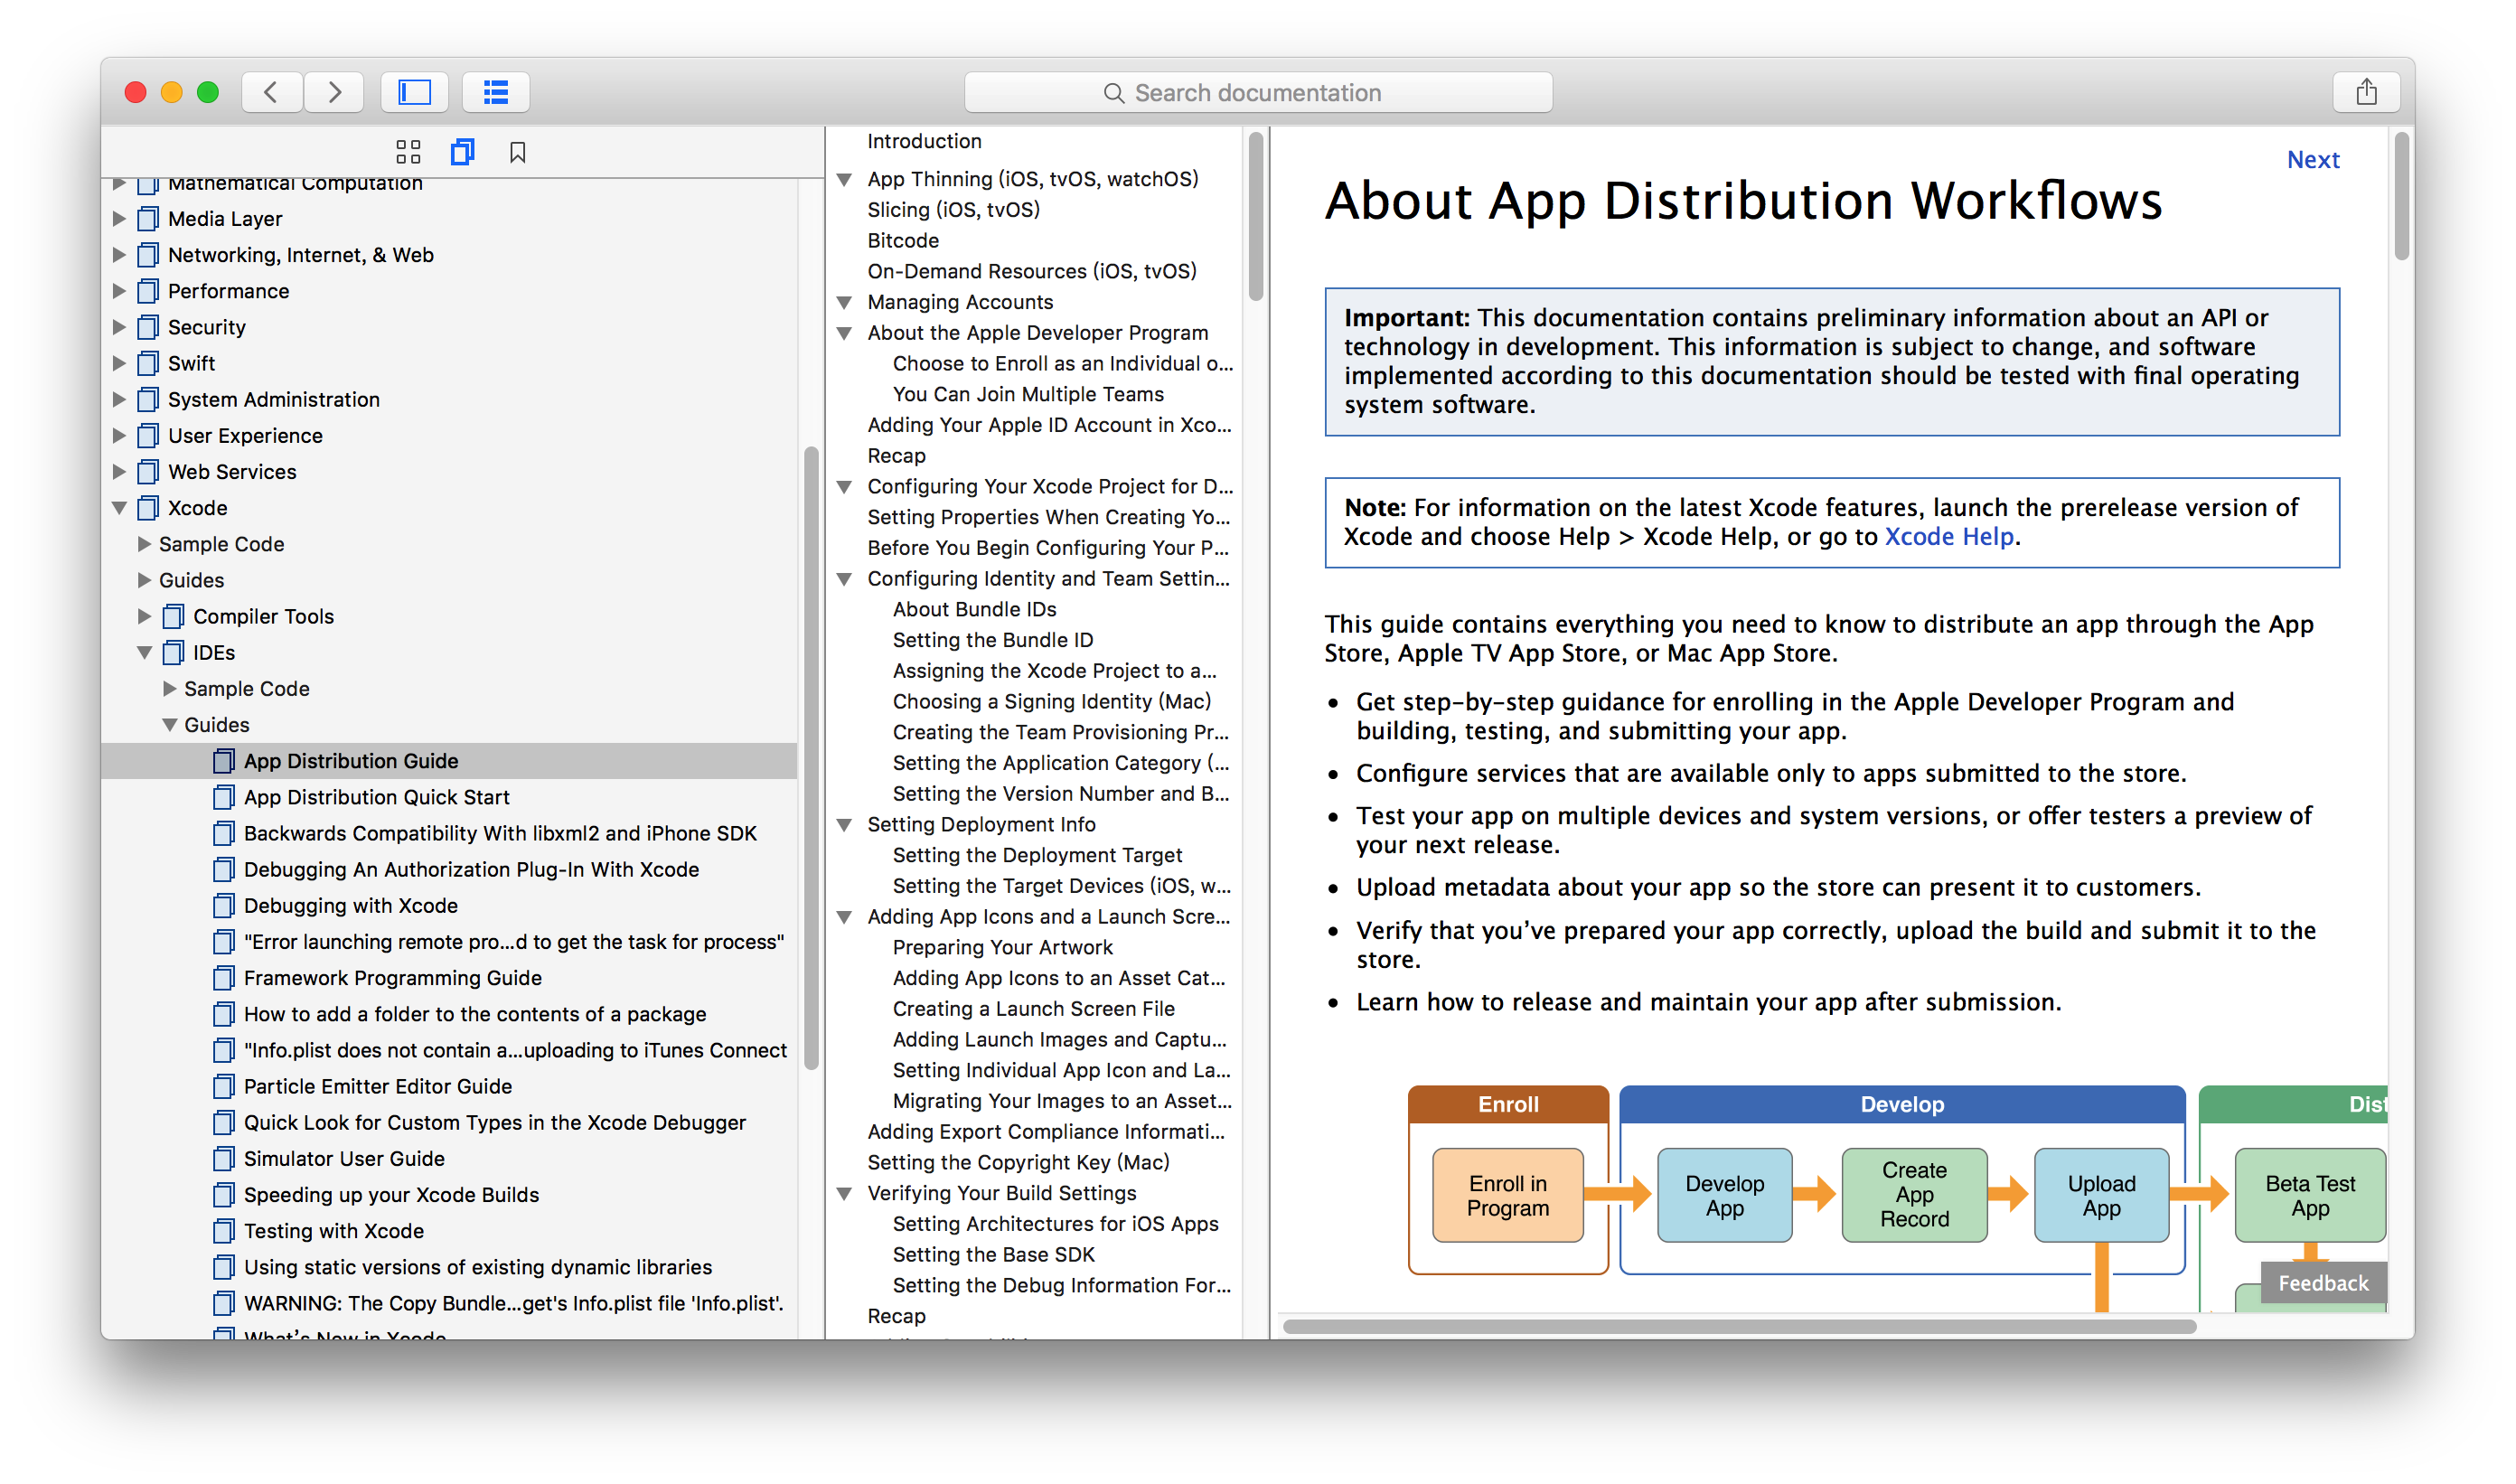 Search documentation
Mathematical Computation
Media Layer
Networking, Internet, & Web
Performance
Security
Swift
System Administration
User Experience
Web Services
Xcode
Sample Code
Guides
Compiler Tools
IDEs
Sample Code
Guides
App Distribution Guide
App Distribution Quick Start
Backwards Compatibility With libxml2 and iPhone SDK
Debugging An Authorization Plug-In With Xcode
Debugging with Xcode
"Error launching remote pro...d to get the task for process"
Framework Programming Guide
How to add a folder to the contents of a package
"Info.plist does not contain a...uploading to iTunes Connect
Particle Emitter Editor Guide
Quick Look for Custom Types in the Xcode Debugger
Simulator User Guide
Speeding up your Xcode Builds
Testing with Xcode
Using static versions of existing dynamic libraries
WARNING: The Copy Bundle...get's Info.plist file 'Info.plist'.
What's New in Xcode
Introduction
App Thinning (iOS, tvOS, watchOS)
Slicing (iOS, tvOS)
Bitcode
On-Demand Resources (iOS, tvOS)
Managing Accounts
About the Apple Developer Program
Choose to Enroll as an Individual o...
You Can Join Multiple Teams
Adding Your Apple ID Account in Xco...
Recap
Configuring Your Xcode Project for D...
Setting Properties When Creating Yo...
Before You Begin Configuring Your P...
Configuring Identity and Team Settin...
About Bundle IDs
Setting the Bundle ID
Assigning the Xcode Project to a...
Choosing a Signing Identity (Mac)
Creating the Team Provisioning Pr...
Setting the Application Category (...
Setting the Version Number and B...
Setting Deployment Info
Setting the Deployment Target
Setting the Target Devices (iOS, w...
Adding App Icons and a Launch Scre...
Preparing Your Artwork
Adding App Icons to an Asset Cat...
Creating a Launch Screen File
Adding Launch Images and Captu...
Setting Individual App Icon and La...
Migrating Your Images to an Asset...
Adding Export Compliance Informati...
Setting the Copyright Key (Mac)
Verifying Your Build Settings
Setting Architectures for iOS Apps
Setting the Base SDK
Setting the Debug Information For...
Recap
Next
About App Distribution Workflows
Important: This documentation contains preliminary information about an API or
technology in development. This information is subject to change, and software
implemented according to this documentation should be tested with final operating
system software.
Note: For information on the latest Xcode features, launch the prerelease version of
Xcode and choose Help > Xcode Help, or go to Xcode Help.
This guide contains everything you need to know to distribute an app through the App
Store, Apple TV App Store, or Mac App Store.
• Get step-by-step guidance for enrolling in the Apple Developer Program and
building, testing, and submitting your app.
• Configure services that are available only to apps submitted to the store.
• Test your app on multiple devices and system versions, or offer testers a preview of
your next release.
• Upload metadata about your app so the store can present it to customers.
• Verify that you’ve prepared your app correctly, upload the build and submit it to the
store.
• Learn how to release and maintain your app after submission.
Enroll
Develop
Dist
Enroll in
Program
Develop
App
Create
App
Record
Upload
App
Beta Test
App
Feedback